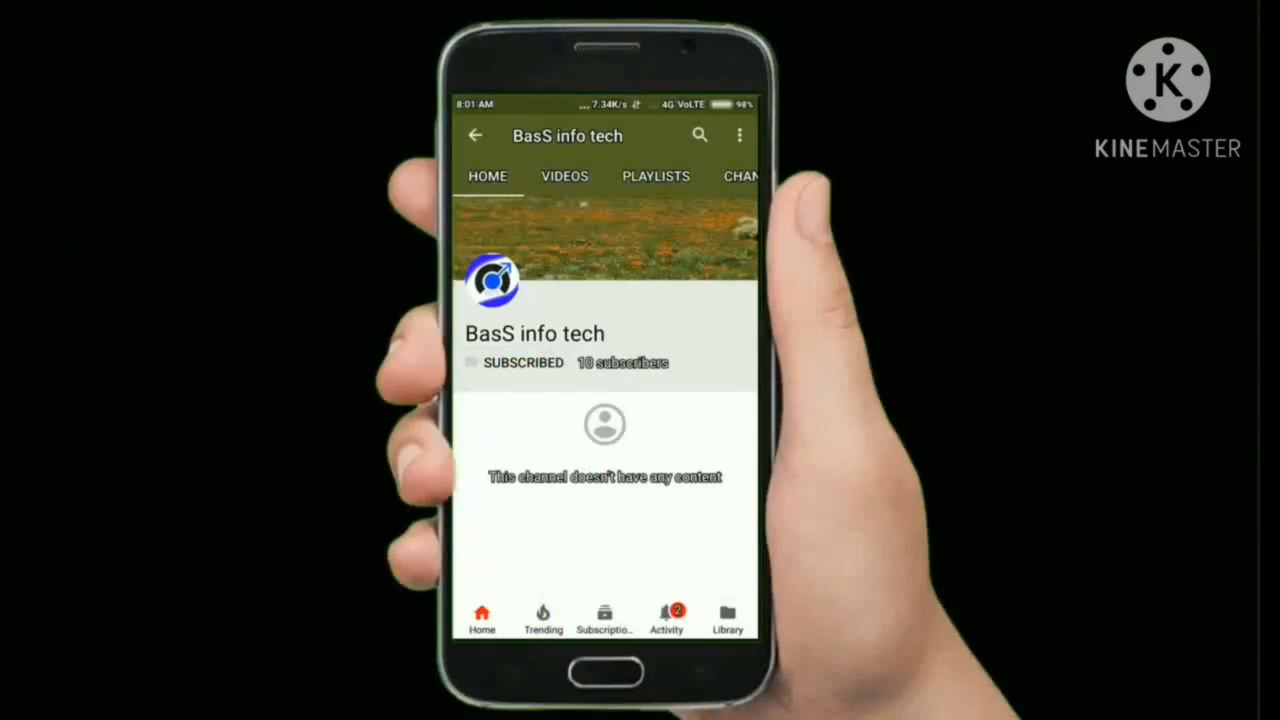 8:01 AM ... 7.34K/s 4G VoLTE 98%
BasS info tech
HOME VIDEOS PLAYLISTS CHAN
BasS info tech
SUBSCRIBED 10 subscribers
This channel doesn't have any content
2
Home Trending Subscriptio... Activity Library
K
KINEMASTER